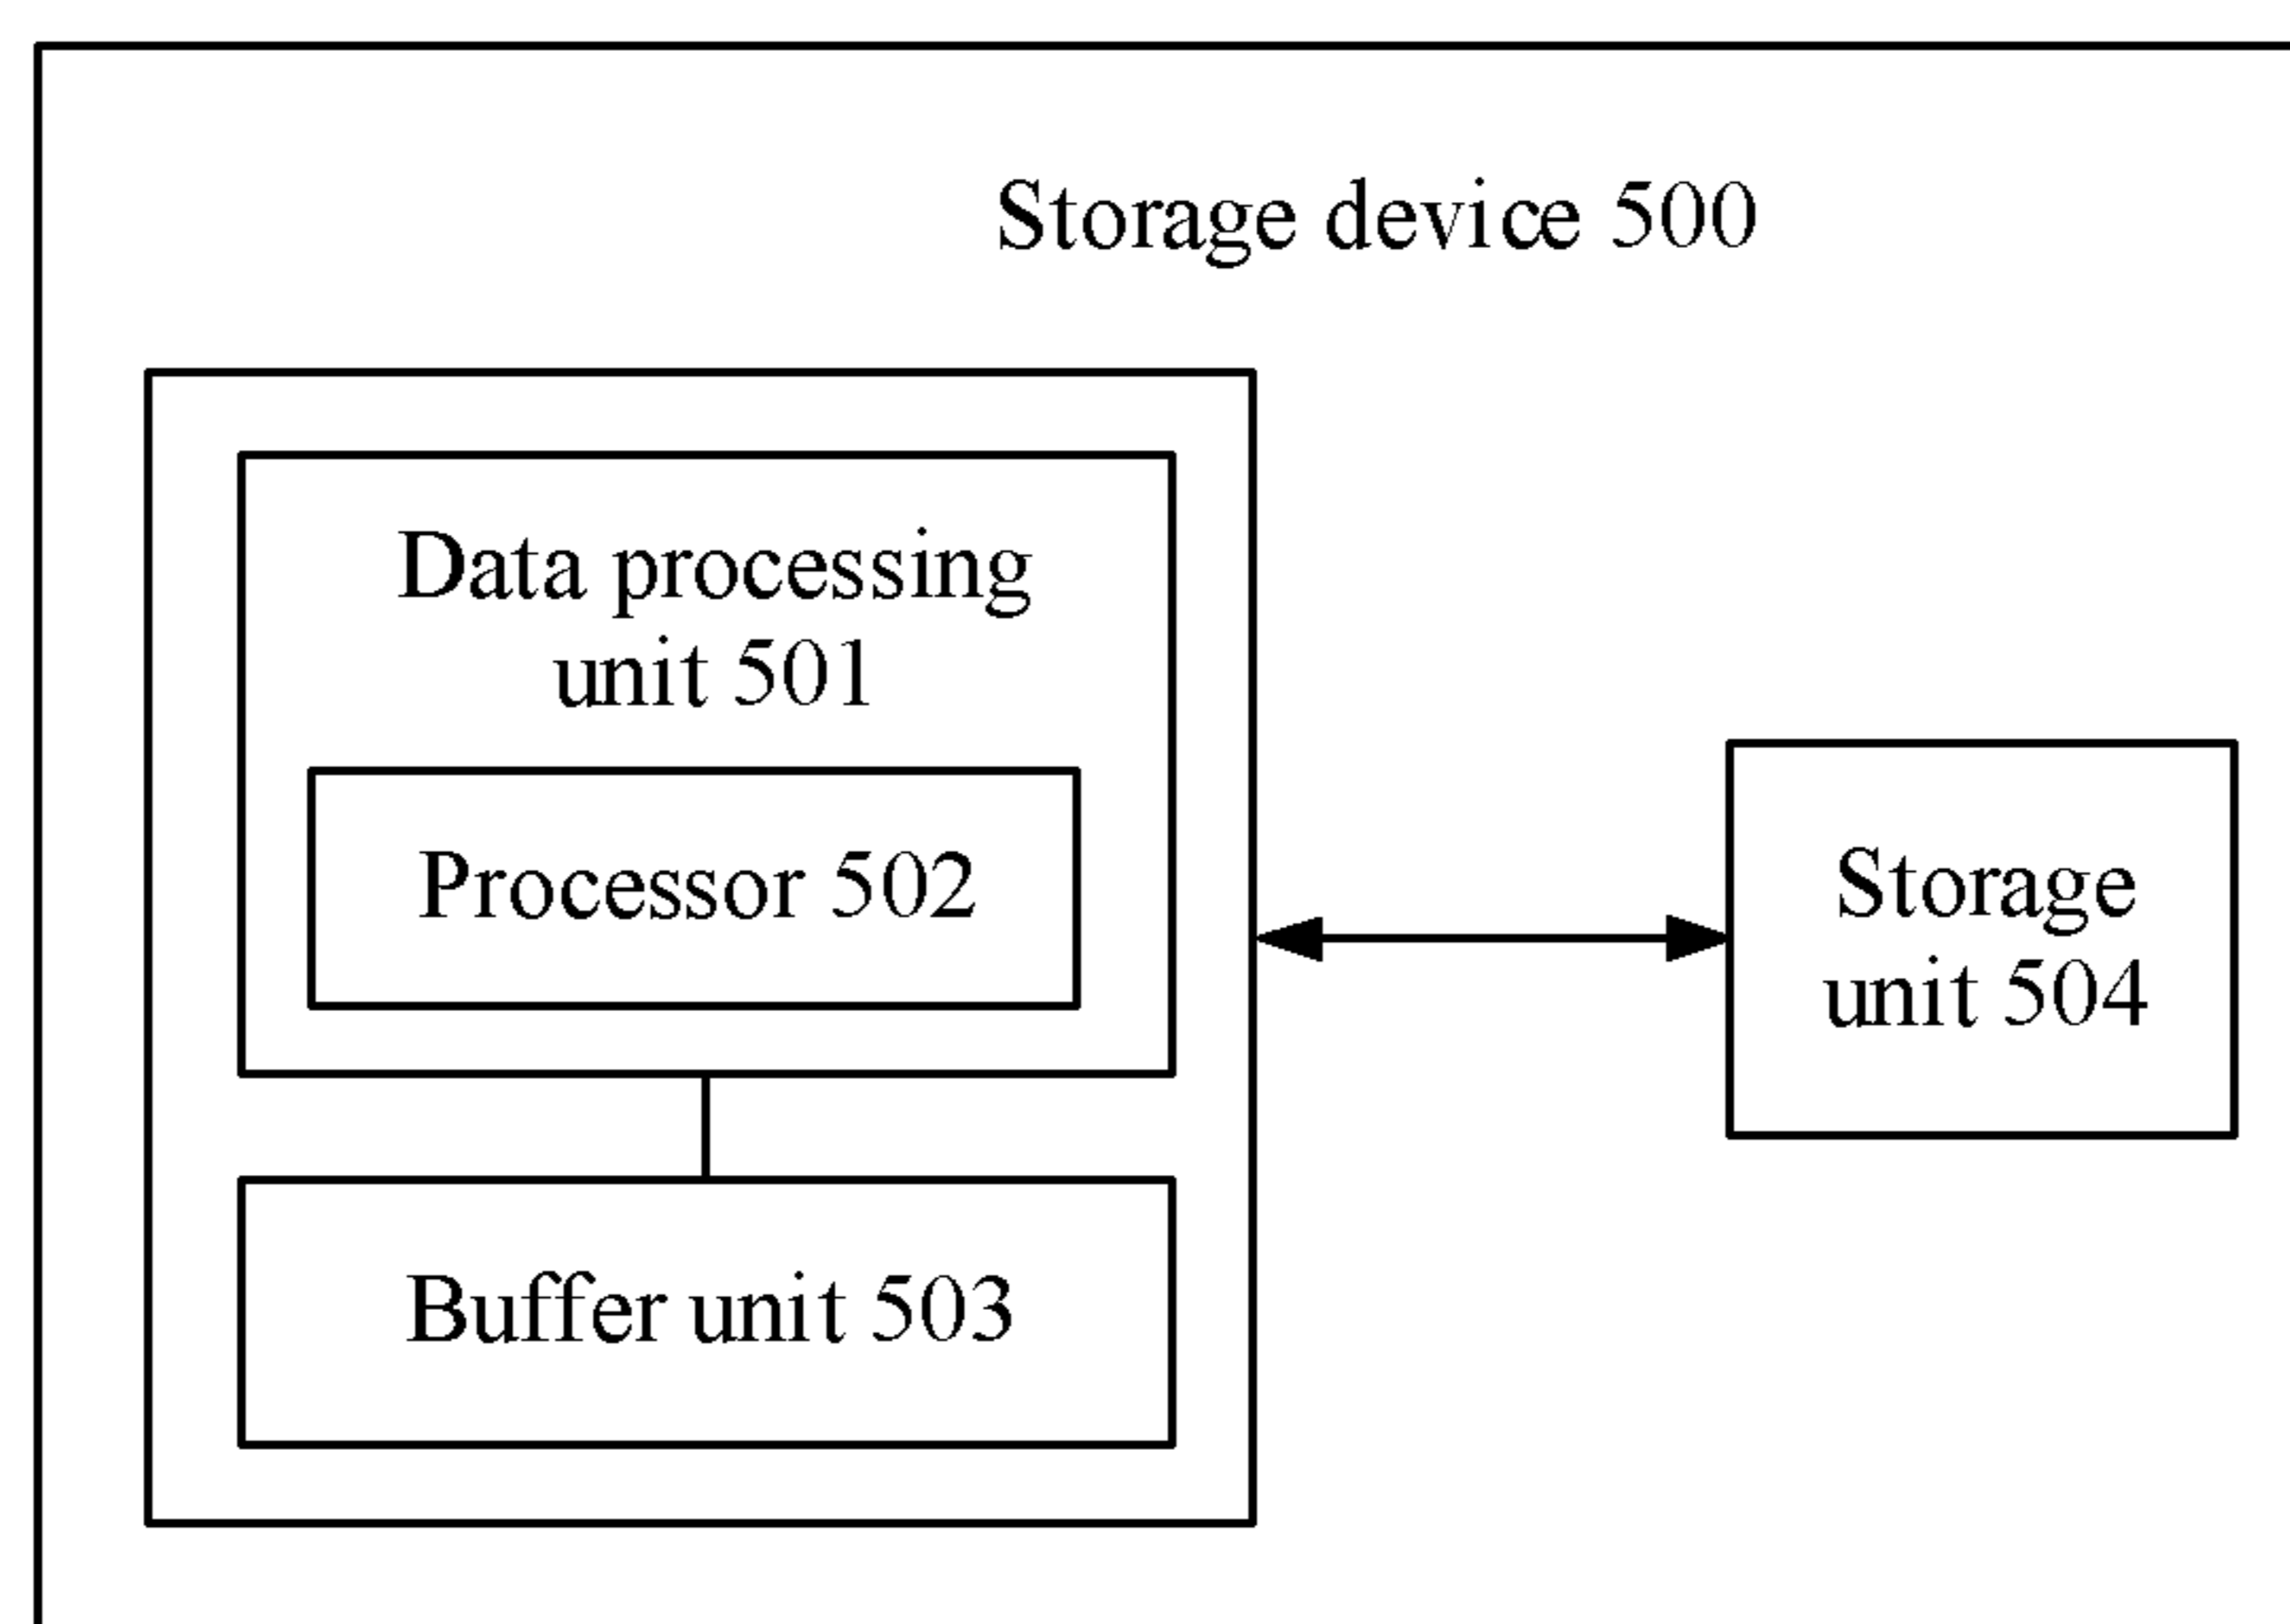 Storage device 500
Data processing
unit 501
Processor 502
Storage
unit 504
Buffer unit 503